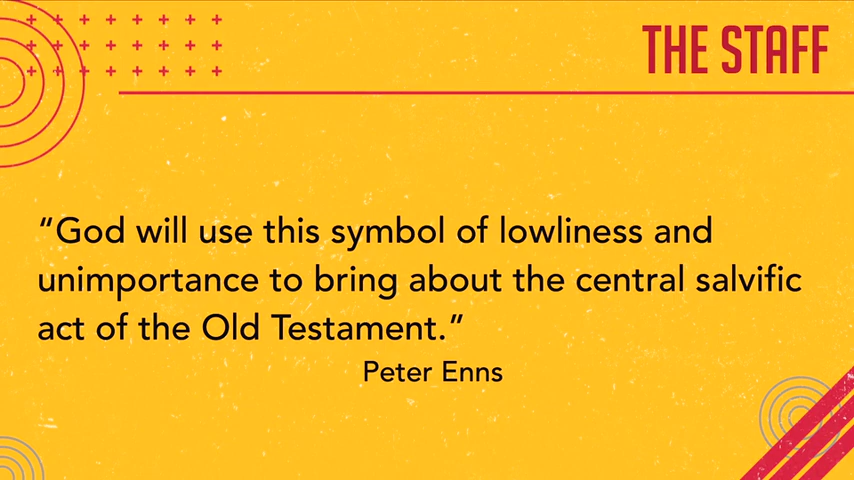 THE STAFF
“God will use this symbol of lowliness and
unimportance to bring about the central salvific
act of the Old Testament.”
Peter Enns